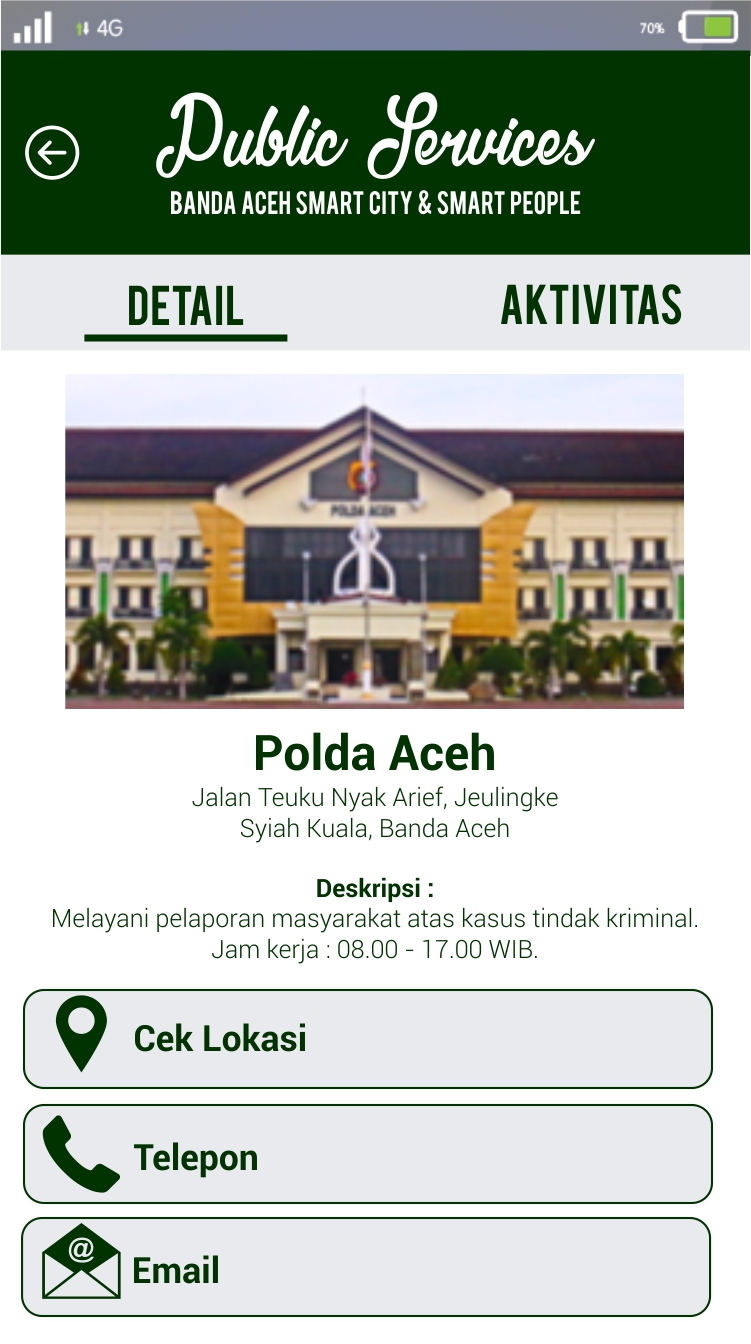 4G
70%
Public Services
BANDA ACEH SMART CITY & SMART PEOPLE
DETAIL
AKTIVITAS
POLDA ACEH
Polda Aceh
Jalan Teuku Nyak Arief, Jeulingke
Syiah Kuala, Banda Aceh
Deskripsi :
Melayani pelaporan masyarakat atas kasus tindak kriminal.
Jam kerja : 08.00 - 17.00 WIB.
Cek Lokasi
Telepon
@
Email